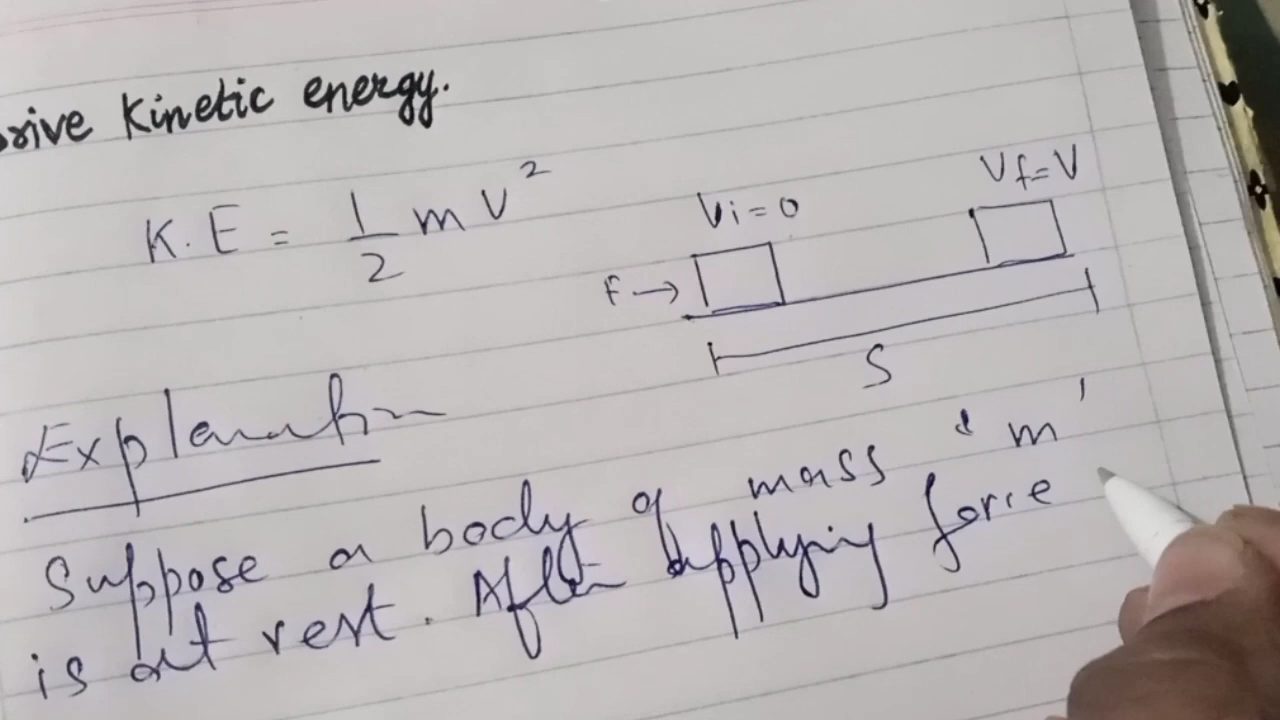 rive Kinetic energy.
K.E = 1/2 mv²
Vi=0
Vf=V
F→
S
Explanation
Suppose a body of mass 'm'
is at rest. After applying force